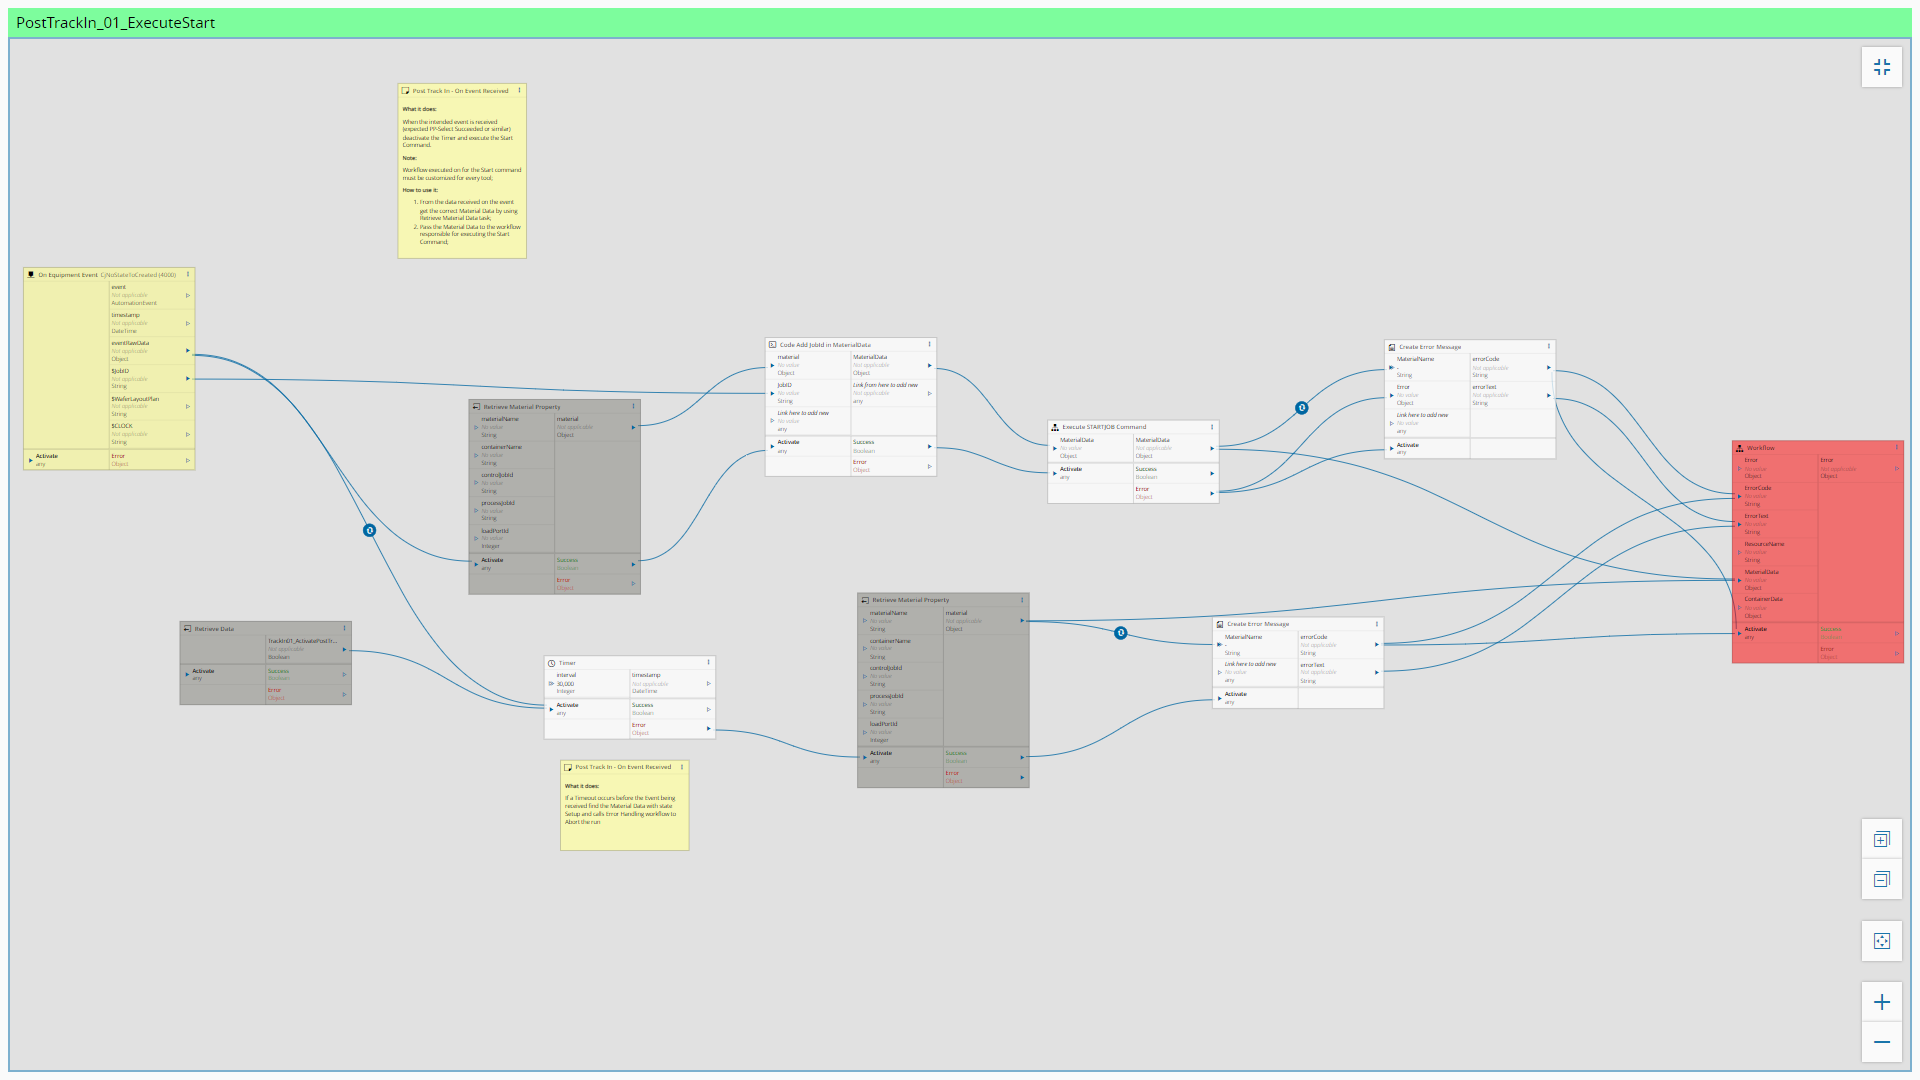 PostTrackIn_01_ExecuteStart
Post Track In - On Event Received
What it does:
When the intended event is received
(expected PP-Select Succeeded or similar)
deactivate the Timer and execute the Start
Command.
Note:
Workflow executed on for the Start command
must be customized for every tool;
How to use it:
1. From the data received on the event
get the correct Material Data by using
Retrieve Material Data task;
2. Pass the Material Data to the workflow
responsible for executing the Start
Command;
On Equipment Event CjNoStateToCreated (4000)
event
Not applicable
AutomationEvent
timestamp
Not applicable
DateTime
eventRawData
Not applicable
Object
$JobID
Not applicable
String
$WaferLayoutPlan
Not applicable
String
$CLOCK
Not applicable
String
Activate
any
Error
Object
Retrieve Material Property
materialName
No value
String
containerName
No value
String
controlJobId
No value
String
processJobId
No value
String
loadPortId
No value
Integer
material
Not applicable
Object
Activate
any
Success
Boolean
Error
Object
Code Add JobId in MaterialData
material
No value
Object
JobID
No value
String
Link here to add new
No value
any
MaterialData
Not applicable
Object
Link from here to add new
Not applicable
any
Activate
any
Success
Boolean
Error
Object
Execute STARTJOB Command
MaterialData
No value
Object
MaterialData
Not applicable
Object
Activate
any
Success
Boolean
Error
Object
Create Error Message
MaterialName
-
String
Error
No value
Object
Link here to add new
No value
any
errorCode
Not applicable
String
errorText
Not applicable
String
Activate
any
Workflow
Error
No value
Object
ErrorCode
No value
String
ErrorText
No value
String
ResourceName
No value
String
MaterialData
No value
Object
ContainerData
No value
Object
Error
Not applicable
Object
Activate
any
Success
Boolean
Error
Object
Retrieve Data
TrackIn01_ActivatePostTr...
Not applicable
Boolean
Activate
any
Success
Boolean
Error
Object
Timer
interval
30,000
Integer
timestamp
Not applicable
DateTime
Activate
any
Success
Boolean
Error
Object
Post Track In - On Event Received
What it does:
If a Timeout occurs before the Event being
received find the Material Data with state
Setup and calls Error Handling workflow to
Abort the run
Retrieve Material Property
materialName
No value
String
containerName
No value
String
controlJobId
No value
String
processJobId
No value
String
loadPortId
No value
Integer
material
Not applicable
Object
Activate
any
Success
Boolean
Error
Object
Create Error Message
MaterialName
-
String
Link here to add new
No value
any
errorCode
Not applicable
String
errorText
Not applicable
String
Activate
any